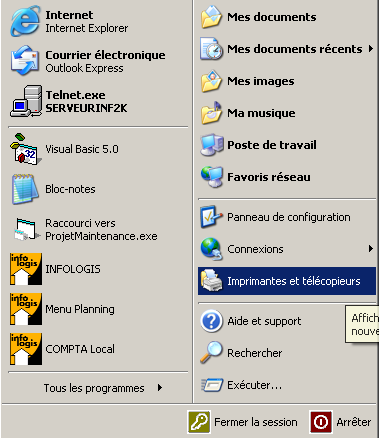 Internet
Internet Explorer
Courrier électronique
Outlook Express
Telnet.exe
SERVEURINF2K
Visual Basic 5.0
Bloc-notes
Raccourci vers
ProjetMaintenance.exe
info
logis
INFOLOGIS
info
logis
Menu Planning
info
logis
COMPTA Local
Tous les programmes
Mes documents
Mes documents récents
Mes images
Ma musique
Poste de travail
Favoris réseau
Panneau de configuration
Connexions
Imprimantes et télécopieurs
Affich
nouve
Aide et support
Rechercher
Exécuter...
Fermer la session
Arrêter